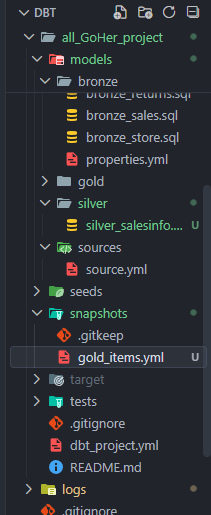 DBT
all_GoHer_project
models
bronze
bronze_returns.sql
bronze_sales.sql
bronze_store.sql
properties.yml
gold
silver
silver_salesinfo.... U
sources
source.yml
seeds
snapshots
.gitkeep
gold_items.yml U
target
tests
.gitignore
dbt_project.yml
README.md
logs
.gitignore